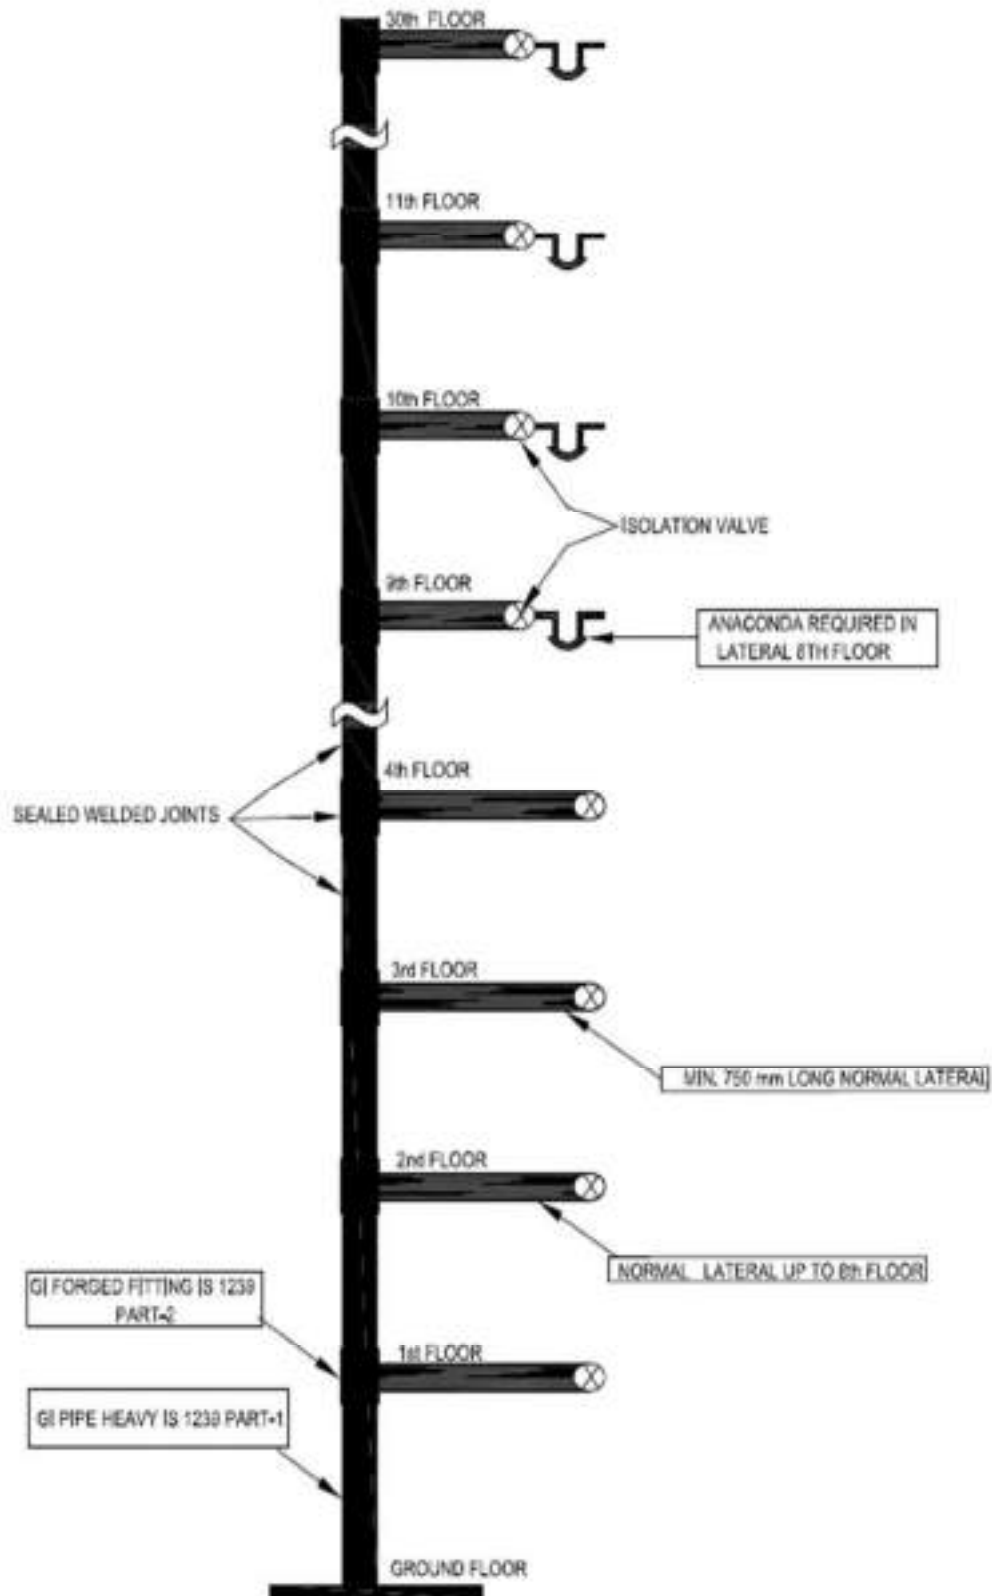 30th FLOOR
11th FLOOR
10th FLOOR
ISOLATION VALVE
9th FLOOR
ANACONDA REQUIRED IN
LATERAL 8TH FLOOR
4th FLOOR
SEALED WELDED JOINTS
3rd FLOOR
MIN. 750 mm LONG NORMAL LATERAL
2nd FLOOR
NORMAL LATERAL UP TO 8th FLOOR
GI FORGED FITTING IS 1239
PART-2
1st FLOOR
GI PIPE HEAVY IS 1239 PART-1
GROUND FLOOR